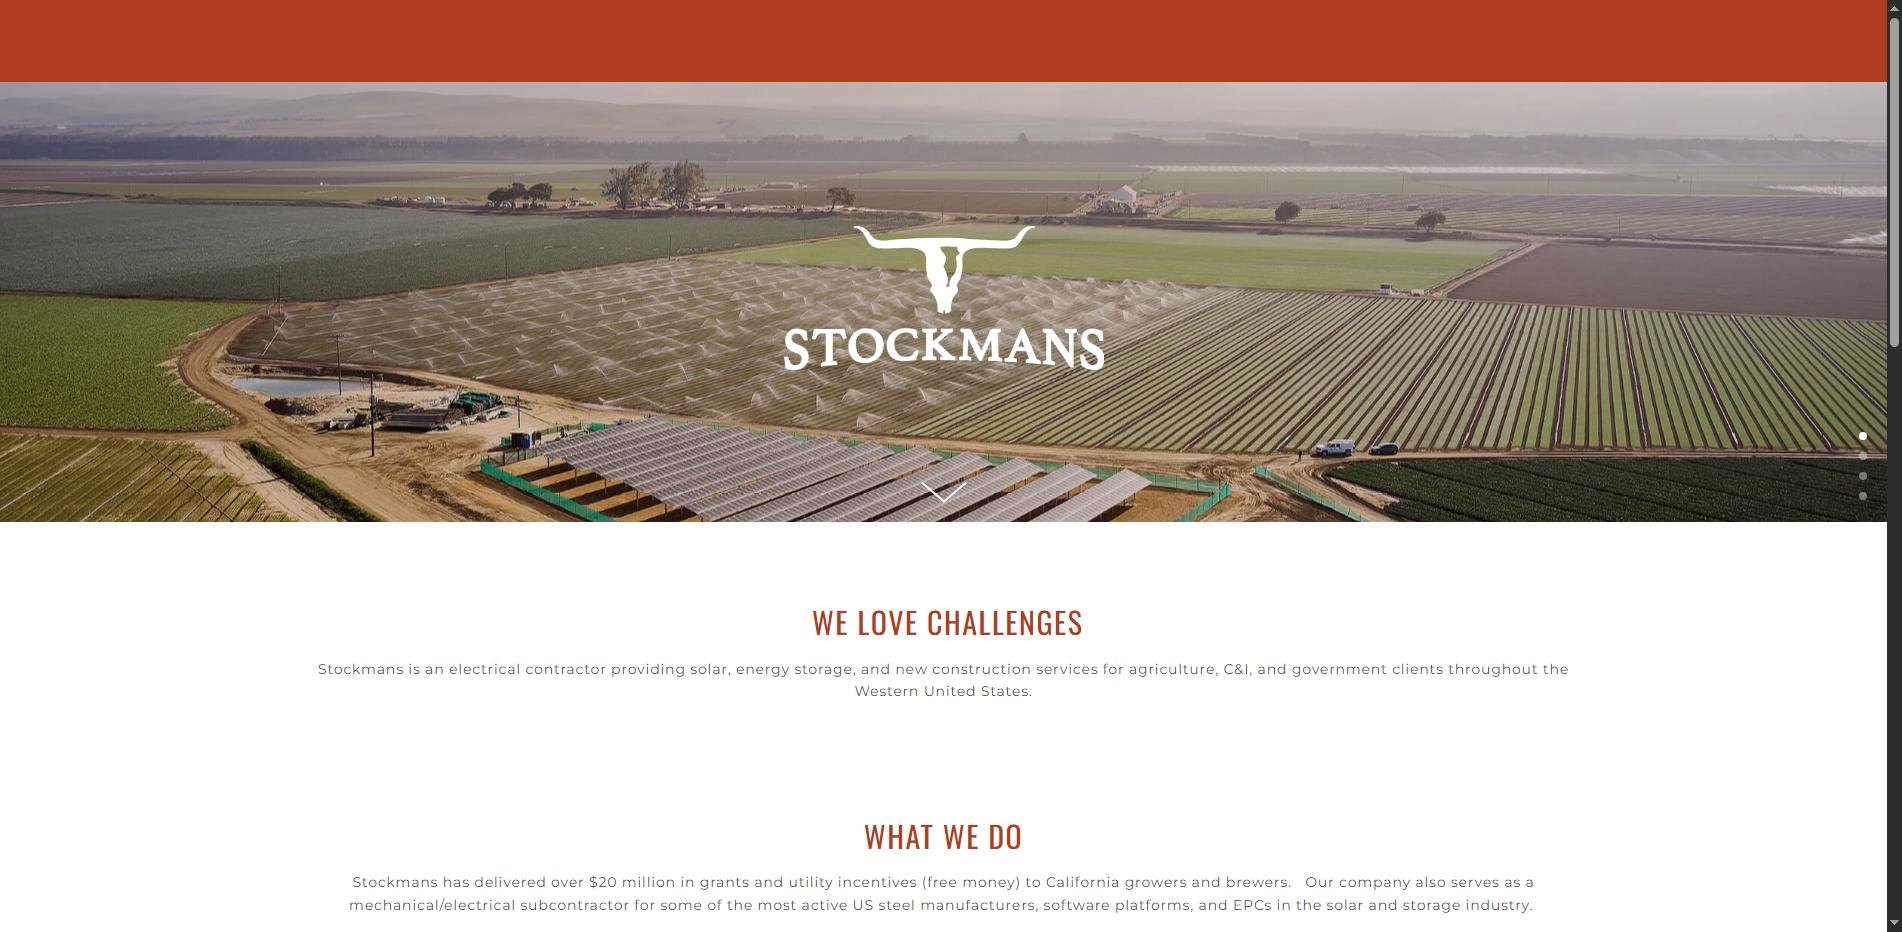 STOCKMANS
WE LOVE CHALLENGES
Stockmans is an electrical contractor providing solar, energy storage, and new construction services for agriculture, C&I, and government clients throughout the
Western United States.
WHAT WE DO
Stockmans has delivered over $20 million in grants and utility incentives (free money) to California growers and brewers.   Our company also serves as a
mechanical/electrical subcontractor for some of the most active US steel manufacturers, software platforms, and EPCs in the solar and storage industry.